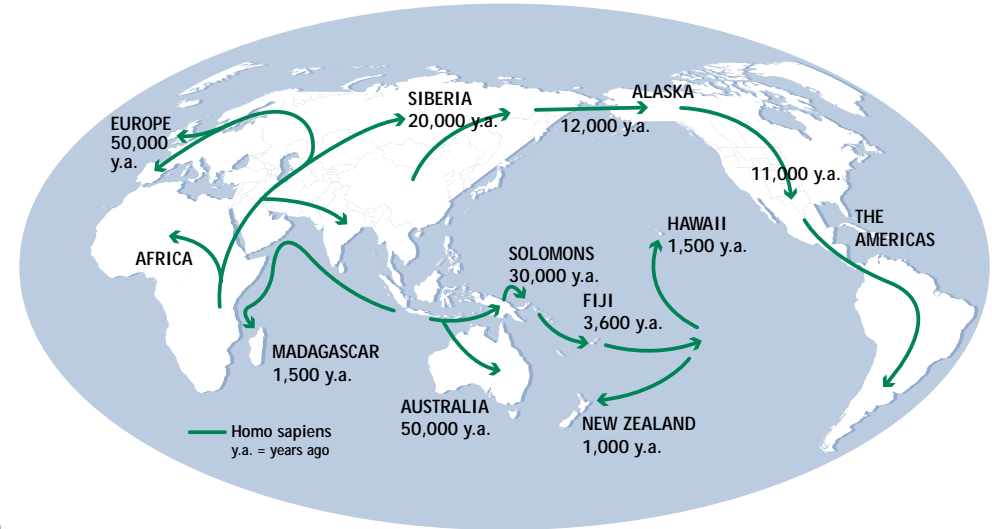 EUROPE
50,000
y.a.
SIBERIA
20,000 y.a.
ALASKA
12,000 y.a.
11,000 y.a.
THE
AMERICAS
HAWAII
1,500 y.a.
SOLOMONS
30,000 y.a.
FIJI
3,600 y.a.
AFRICA
MADAGASCAR
1,500 y.a.
AUSTRALIA
50,000 y.a.
NEW ZEALAND
1,000 y.a.
Homo sapiens
y.a. = years ago